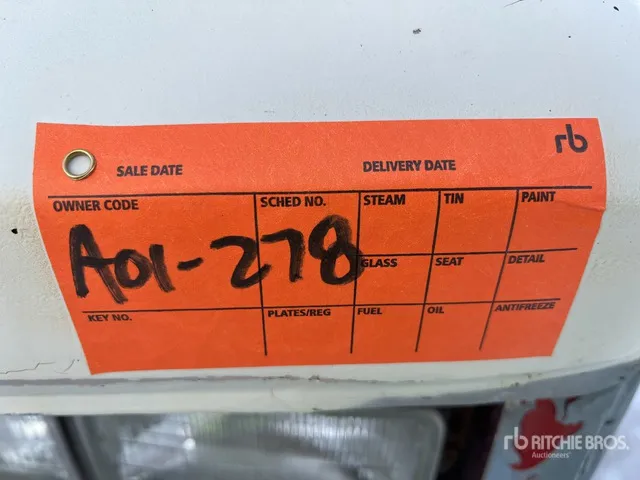 rb
SALE DATE DELIVERY DATE
OWNER CODE SCHED NO. STEAM TIN PAINT
A01-278
GLASS SEAT DETAIL
KEY NO. PLATES/REG FUEL OIL ANTIFREEZE
rb RITCHIE BROS.
Auctioneers